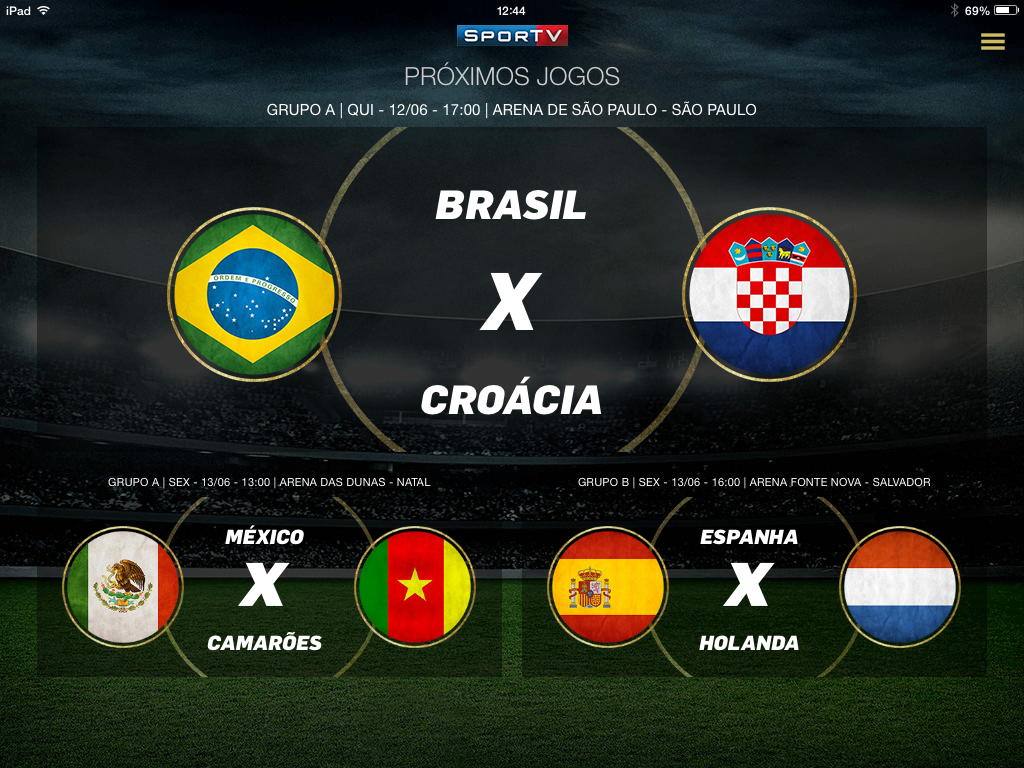 iPad 12:44 69%
SPORTV
PRÓXIMOS JOGOS
GRUPO A | QUI - 12/06 - 17:00 | ARENA DE SÃO PAULO - SÃO PAULO
BRASIL
X
CROÁCIA
ORDEM E PROGRESSO
GRUPO A | SEX - 13/06 - 13:00 | ARENA DAS DUNAS - NATAL
MÉXICO
X
CAMARÕES
GRUPO B | SEX - 13/06 - 16:00 | ARENA FONTE NOVA - SALVADOR
ESPANHA
X
HOLANDA